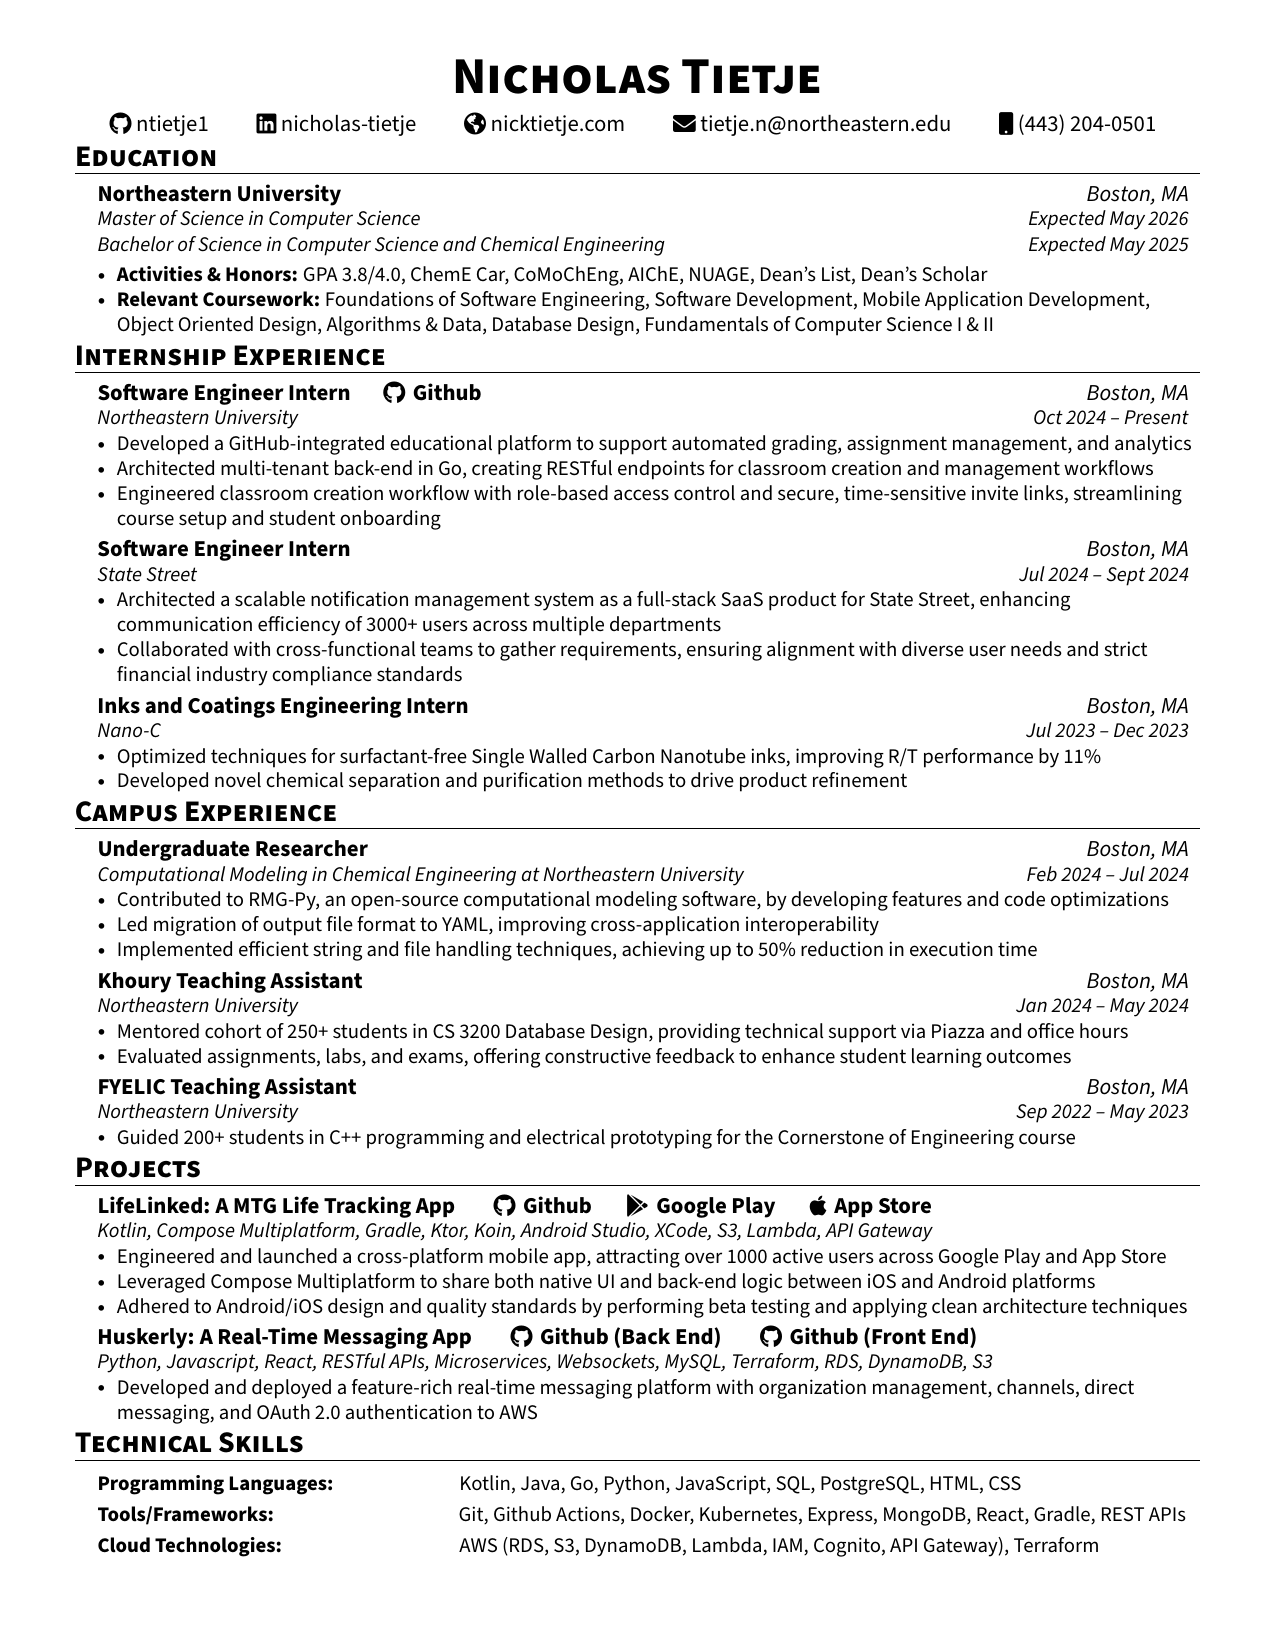 Nicholas Tietje
ntietje1 nicholas-tietje nicktietje.com tietje.n@northeastern.edu (443) 204-0501
Education
Northeastern University Boston, MA
Master of Science in Computer Science Expected May 2026
Bachelor of Science in Computer Science and Chemical Engineering Expected May 2025
• Activities & Honors: GPA 3.8/4.0, ChemE Car, CoMoChEng, AIChE, NUAGE, Dean’s List, Dean’s Scholar
• Relevant Coursework: Foundations of Software Engineering, Software Development, Mobile Application Development,
Object Oriented Design, Algorithms & Data, Database Design, Fundamentals of Computer Science I & II
Internship Experience
Software Engineer Intern Github Boston, MA
Northeastern University Oct 2024 – Present
• Developed a GitHub-integrated educational platform to support automated grading, assignment management, and analytics
• Architected multi-tenant back-end in Go, creating RESTful endpoints for classroom creation and management workflows
• Engineered classroom creation workflow with role-based access control and secure, time-sensitive invite links, streamlining
course setup and student onboarding
Software Engineer Intern Boston, MA
State Street Jul 2024 – Sept 2024
• Architected a scalable notification management system as a full-stack SaaS product for State Street, enhancing
communication efficiency of 3000+ users across multiple departments
• Collaborated with cross-functional teams to gather requirements, ensuring alignment with diverse user needs and strict
financial industry compliance standards
Inks and Coatings Engineering Intern Boston, MA
Nano-C Jul 2023 – Dec 2023
• Optimized techniques for surfactant-free Single Walled Carbon Nanotube inks, improving R/T performance by 11%
• Developed novel chemical separation and purification methods to drive product refinement
Campus Experience
Undergraduate Researcher Boston, MA
Computational Modeling in Chemical Engineering at Northeastern University Feb 2024 – Jul 2024
• Contributed to RMG-Py, an open-source computational modeling software, by developing features and code optimizations
• Led migration of output file format to YAML, improving cross-application interoperability
• Implemented efficient string and file handling techniques, achieving up to 50% reduction in execution time
Khoury Teaching Assistant Boston, MA
Northeastern University Jan 2024 – May 2024
• Mentored cohort of 250+ students in CS 3200 Database Design, providing technical support via Piazza and office hours
• Evaluated assignments, labs, and exams, offering constructive feedback to enhance student learning outcomes
FYELIC Teaching Assistant Boston, MA
Northeastern University Sep 2022 – May 2023
• Guided 200+ students in C++ programming and electrical prototyping for the Cornerstone of Engineering course
Projects
LifeLinked: A MTG Life Tracking App Github Google Play App Store
Kotlin, Compose Multiplatform, Gradle, Ktor, Koin, Android Studio, XCode, S3, Lambda, API Gateway
• Engineered and launched a cross-platform mobile app, attracting over 1000 active users across Google Play and App Store
• Leveraged Compose Multiplatform to share both native UI and back-end logic between iOS and Android platforms
• Adhered to Android/iOS design and quality standards by performing beta testing and applying clean architecture techniques
Huskerly: A Real-Time Messaging App Github (Back End) Github (Front End)
Python, Javascript, React, RESTful APIs, Microservices, Websockets, MySQL, Terraform, RDS, DynamoDB, S3
• Developed and deployed a feature-rich real-time messaging platform with organization management, channels, direct
messaging, and OAuth 2.0 authentication to AWS
Technical Skills
Programming Languages: Kotlin, Java, Go, Python, JavaScript, SQL, PostgreSQL, HTML, CSS
Tools/Frameworks: Git, Github Actions, Docker, Kubernetes, Express, MongoDB, React, Gradle, REST APIs
Cloud Technologies: AWS (RDS, S3, DynamoDB, Lambda, IAM, Cognito, API Gateway), Terraform